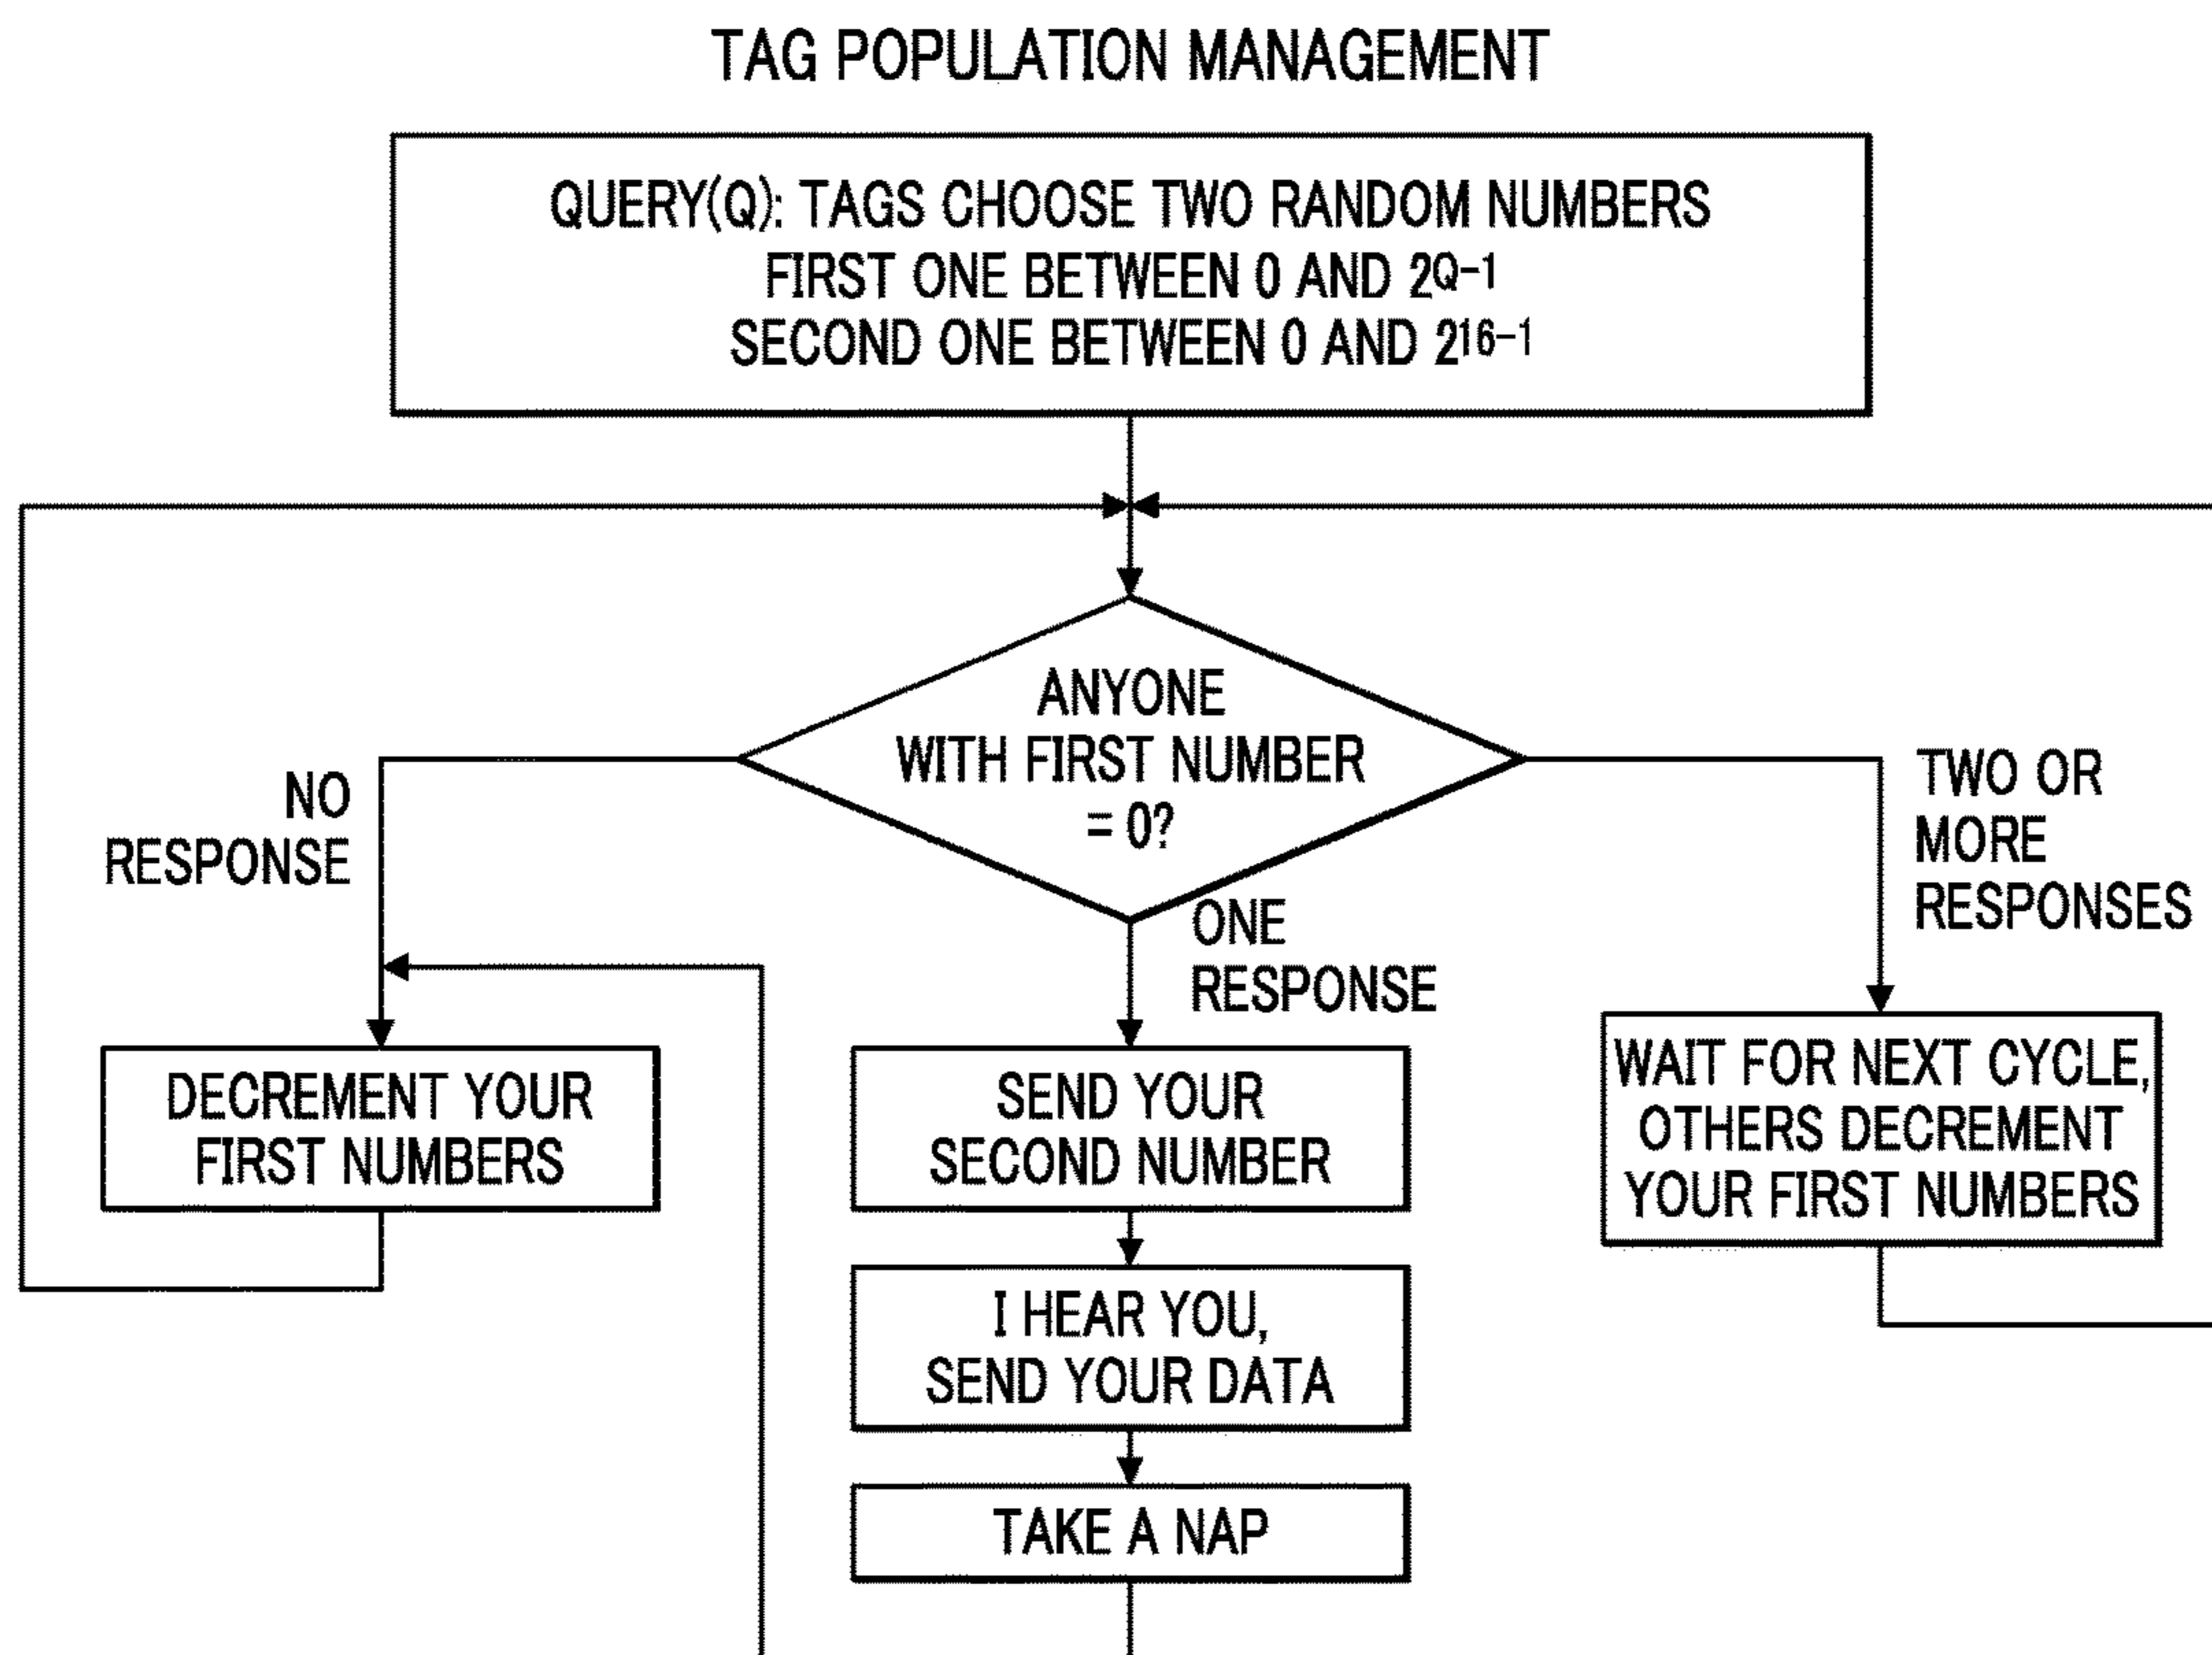 TAG POPULATION MANAGEMENT
QUERY(Q): TAGS CHOOSE TWO RANDOM NUMBERS
FIRST ONE BETWEEN 0 AND 2^Q-1
SECOND ONE BETWEEN 0 AND 2^16-1
ANYONE
WITH FIRST NUMBER
= 0?
NO
RESPONSE
TWO OR
MORE
RESPONSES
ONE
RESPONSE
DECREMENT YOUR
FIRST NUMBERS
SEND YOUR
SECOND NUMBER
WAIT FOR NEXT CYCLE,
OTHERS DECREMENT
YOUR FIRST NUMBERS
I HEAR YOU,
SEND YOUR DATA
TAKE A NAP